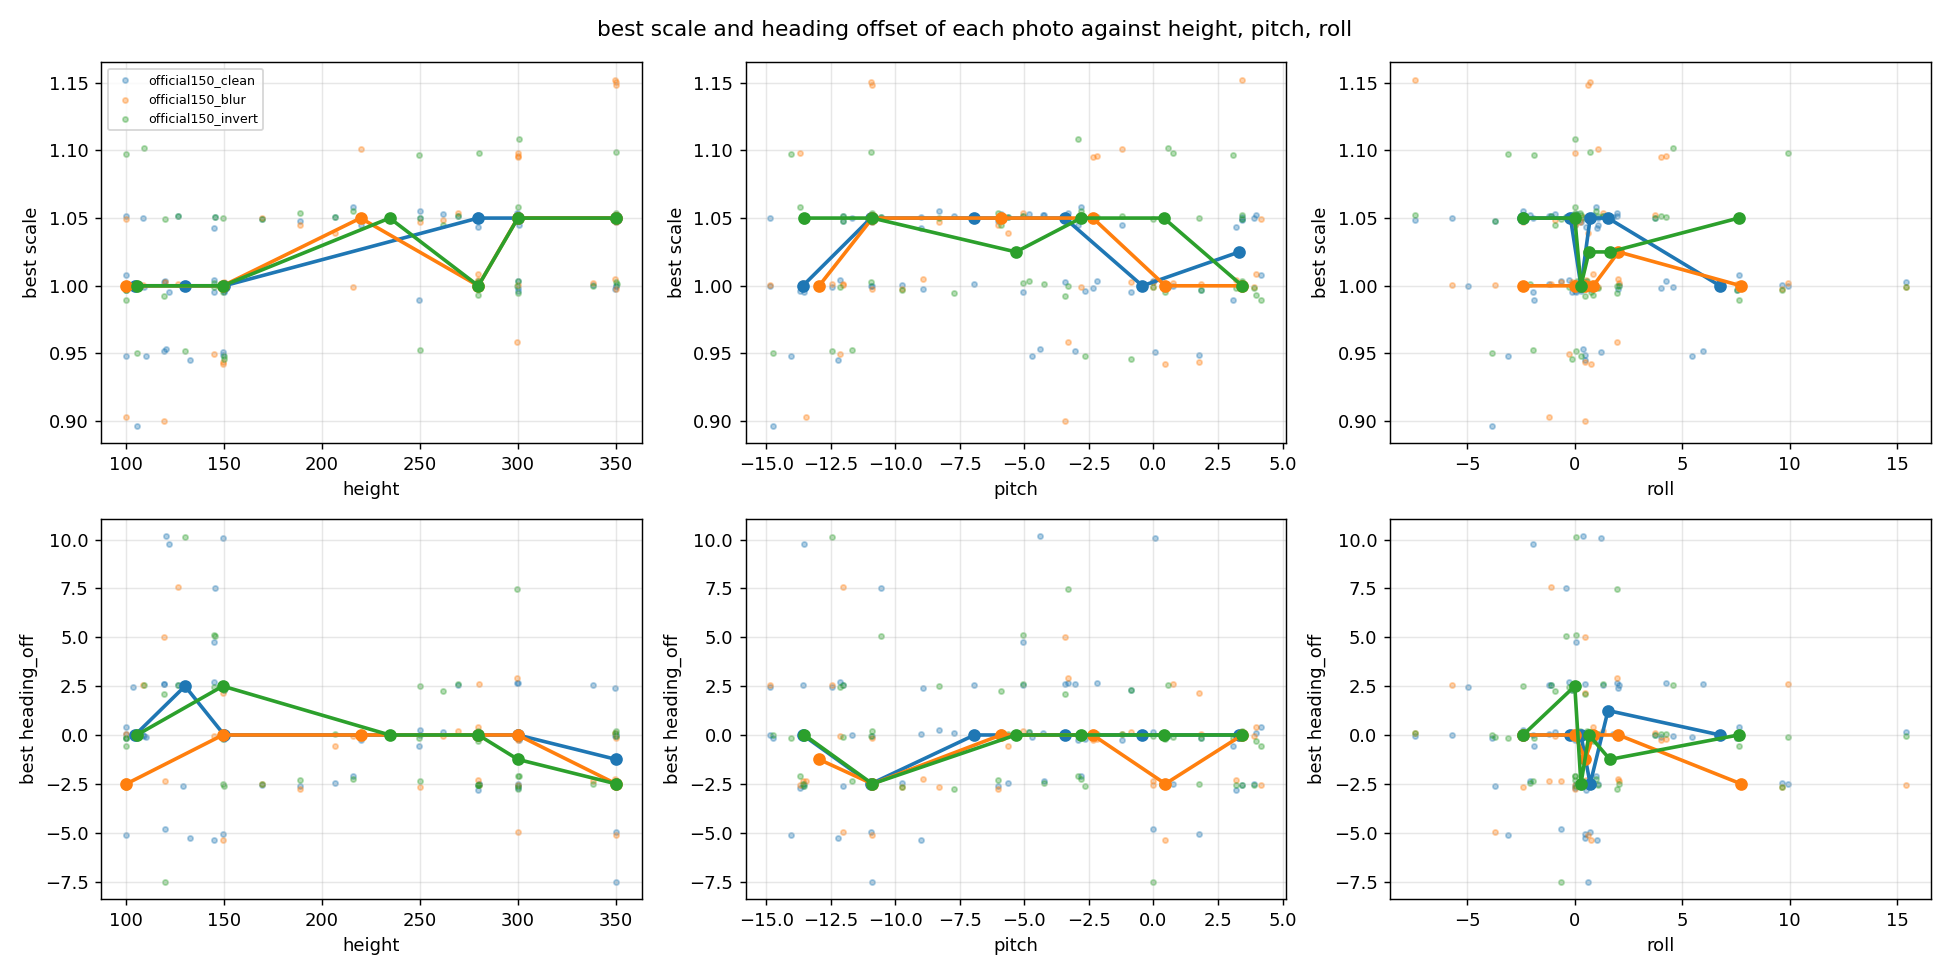 best scale and heading offset of each photo against height, pitch, roll
official150_clean
official150_blur
official150_invert
best scale
1.15
1.10
1.05
1.00
0.95
0.90
100 150 200 250 300 350
height
best scale
1.15
1.10
1.05
1.00
0.95
0.90
−15.0 −12.5 −10.0 −7.5 −5.0 −2.5 0.0 2.5 5.0
pitch
best scale
1.15
1.10
1.05
1.00
0.95
0.90
−5 0 5 10 15
roll
best heading_off
10.0
7.5
5.0
2.5
0.0
−2.5
−5.0
−7.5
100 150 200 250 300 350
height
best heading_off
10.0
7.5
5.0
2.5
0.0
−2.5
−5.0
−7.5
−15.0 −12.5 −10.0 −7.5 −5.0 −2.5 0.0 2.5 5.0
pitch
best heading_off
10.0
7.5
5.0
2.5
0.0
−2.5
−5.0
−7.5
−5 0 5 10 15
roll